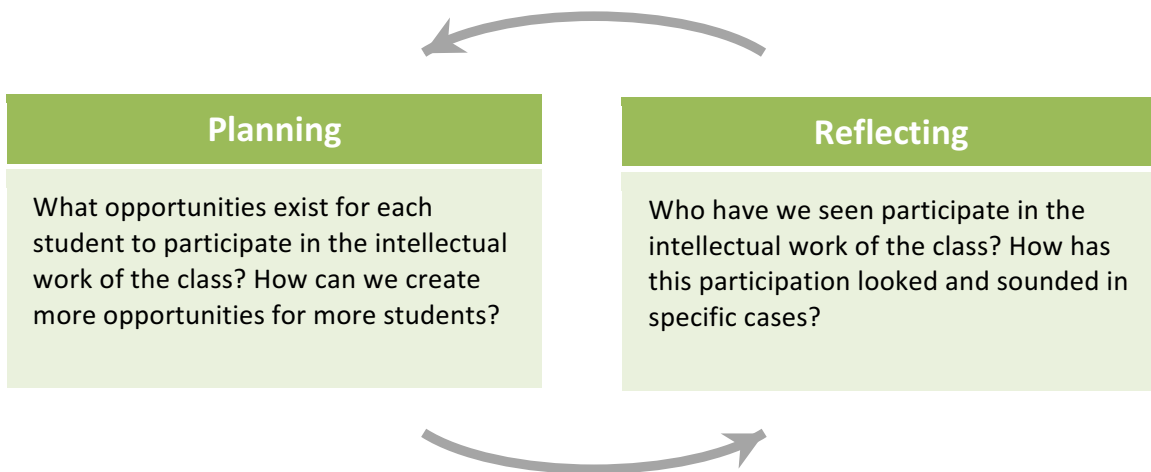 Planning
What opportunities exist for each
student to participate in the intellectual
work of the class? How can we create
more opportunities for more students?
Reflecting
Who have we seen participate in the
intellectual work of the class? How has
this participation looked and sounded in
specific cases?